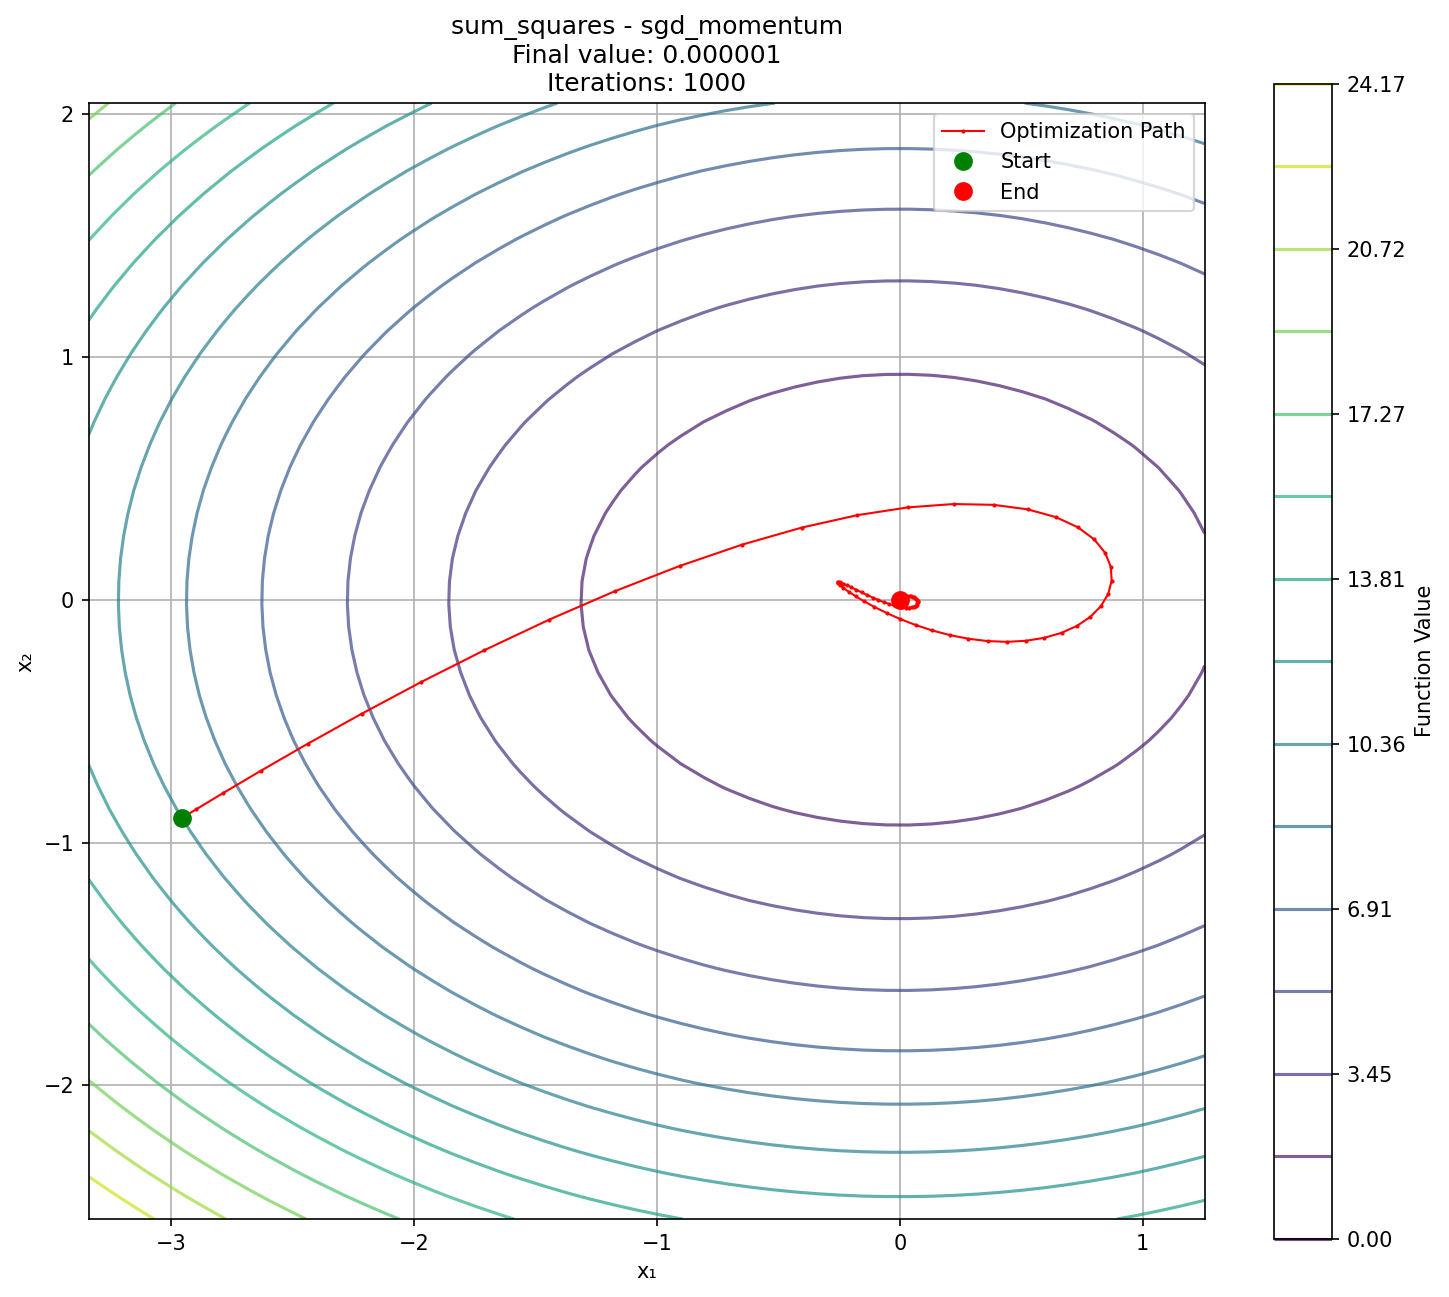 sum_squares - sgd_momentum
Final value: 0.000001
Iterations: 1000
Optimization Path
Start
End
2
1
0
−1
−2
x₂
−3
−2
−1
0
1
x₁
24.17
20.72
17.27
13.81
10.36
6.91
3.45
0.00
Function Value